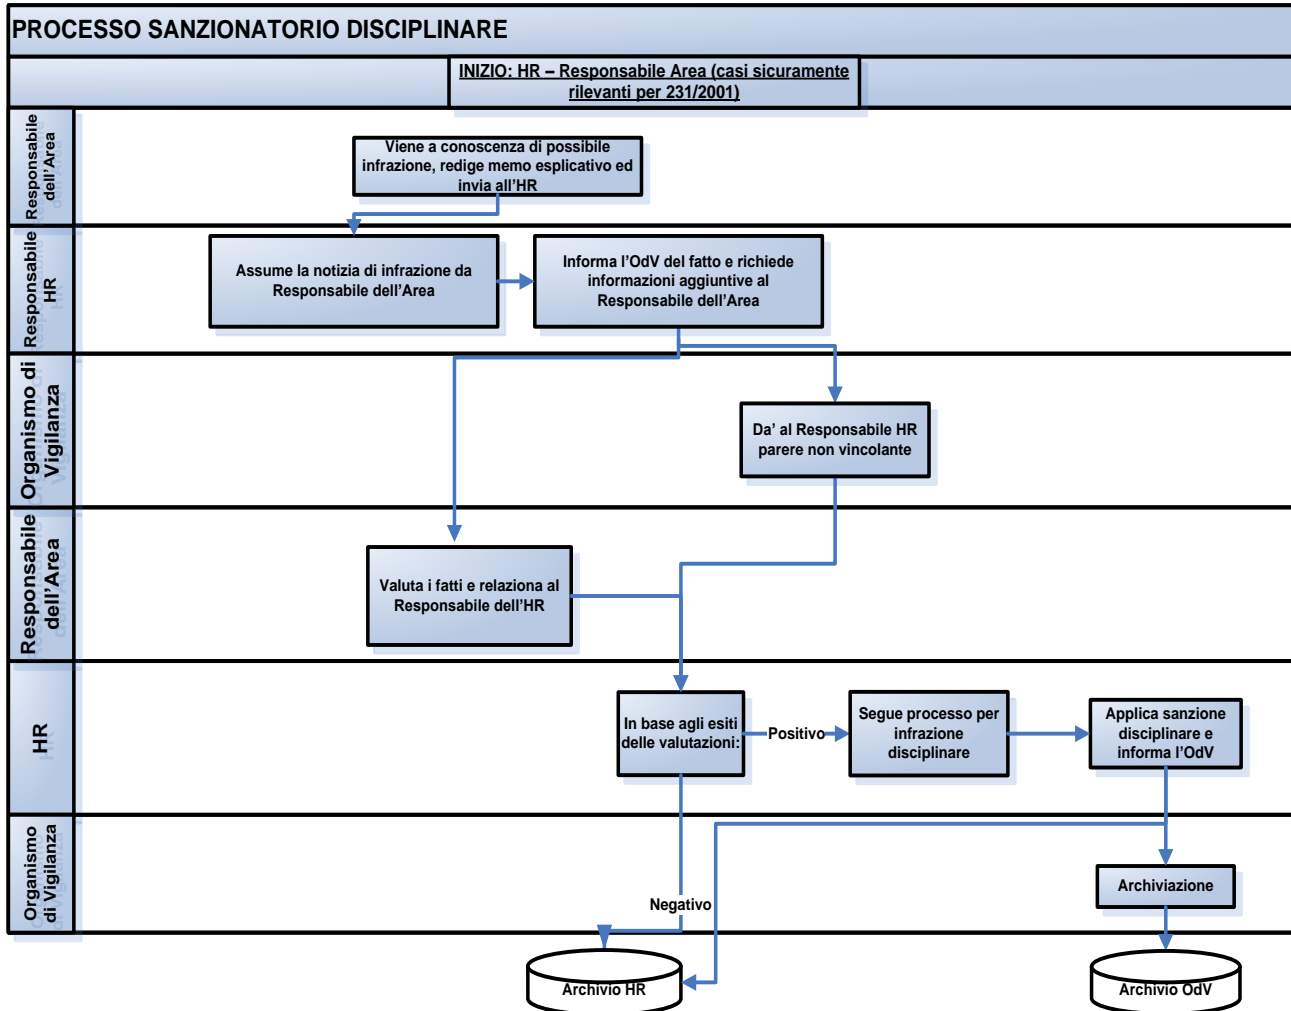 PROCESSO SANZIONATORIO DISCIPLINARE
INIZIO: HR – Responsabile Area (casi sicuramente
rilevanti per 231/2001)
Responsabile
dell'Area
Viene a conoscenza di possibile
infrazione, redige memo esplicativo ed
invia all'HR
Responsabile
HR
Assume la notizia di infrazione da
Responsabile dell'Area
Informa l'OdV del fatto e richiede
informazioni aggiuntive al
Responsabile dell'Area
Organismo di
Vigilanza
Da' al Responsabile HR
parere non vincolante
Responsabile
dell'Area
Valuta i fatti e relaziona al
Responsabile dell'HR
HR
In base agli esiti
delle valutazioni:
Positivo
Segue processo per
infrazione
disciplinare
Applica sanzione
disciplinare e
informa l'OdV
Organismo
di Vigilanza
Negativo
Archiviazione
Archivio HR
Archivio OdV